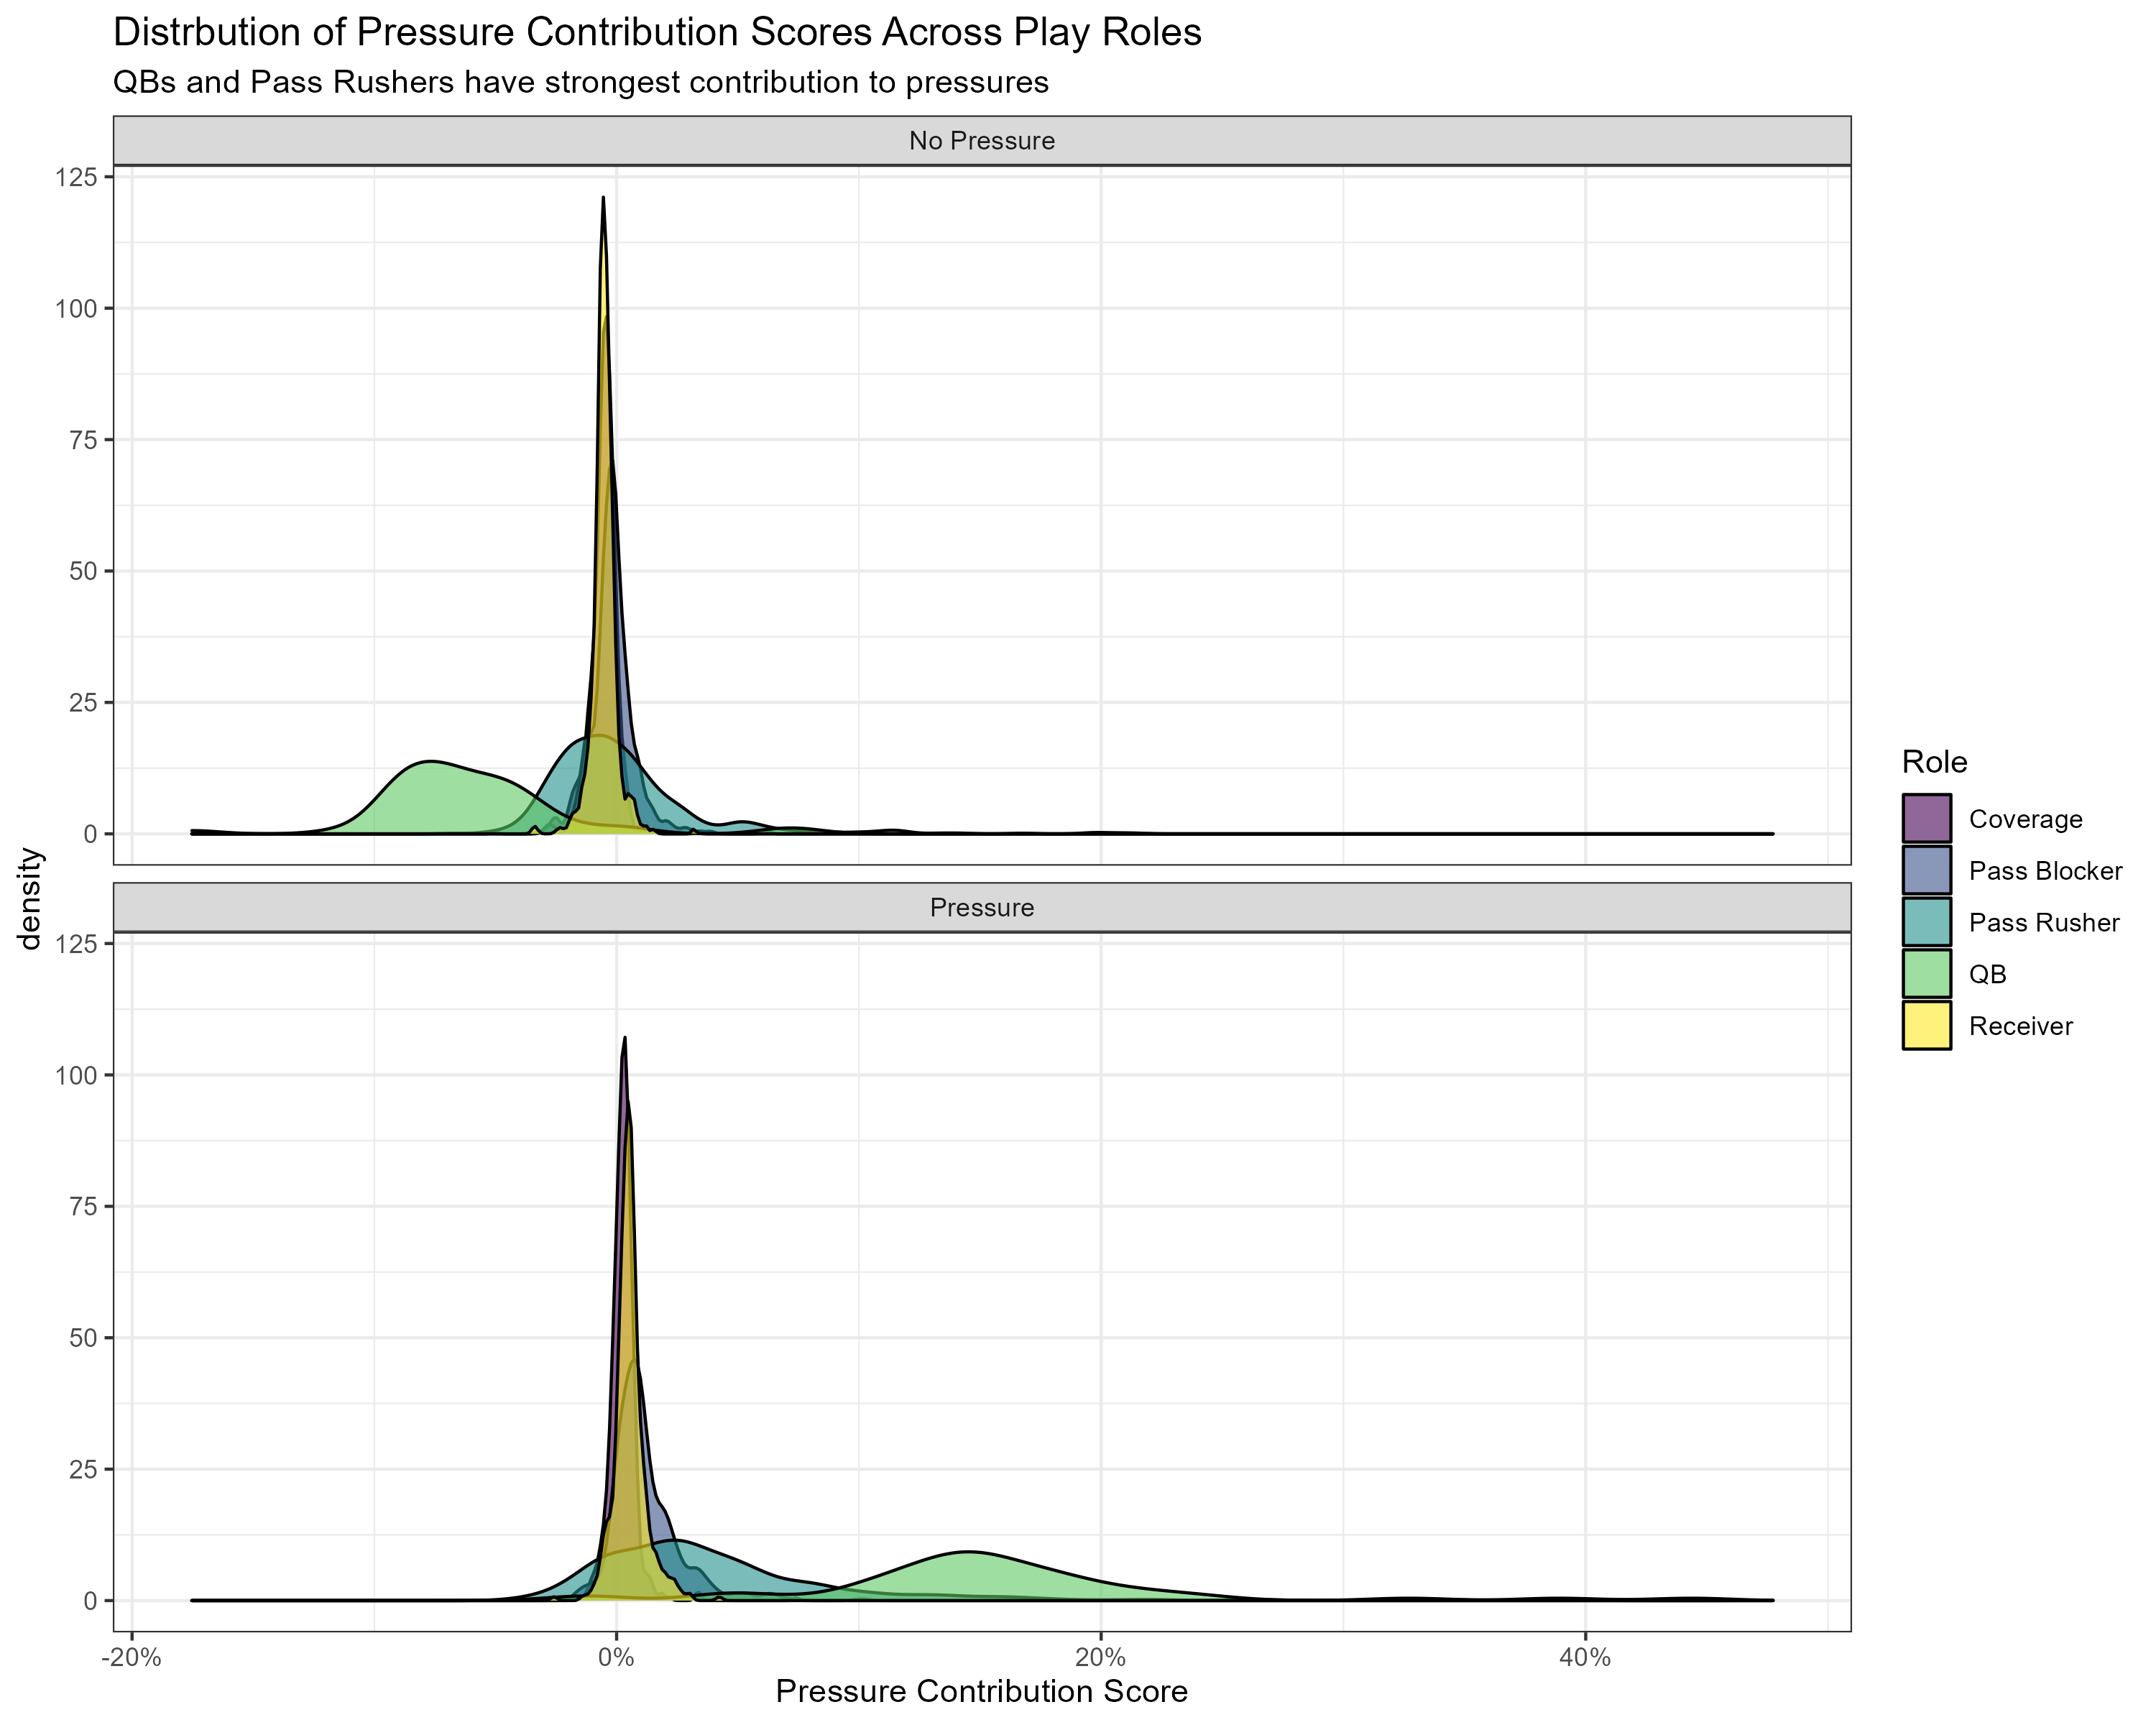 Distrbution of Pressure Contribution Scores Across Play Roles
QBs and Pass Rushers have strongest contribution to pressures
No Pressure
125
100
75
50
25
0
Pressure
125
100
75
50
25
0
density
-20%
0%
20%
40%
Pressure Contribution Score
Role
Coverage
Pass Blocker
Pass Rusher
QB
Receiver